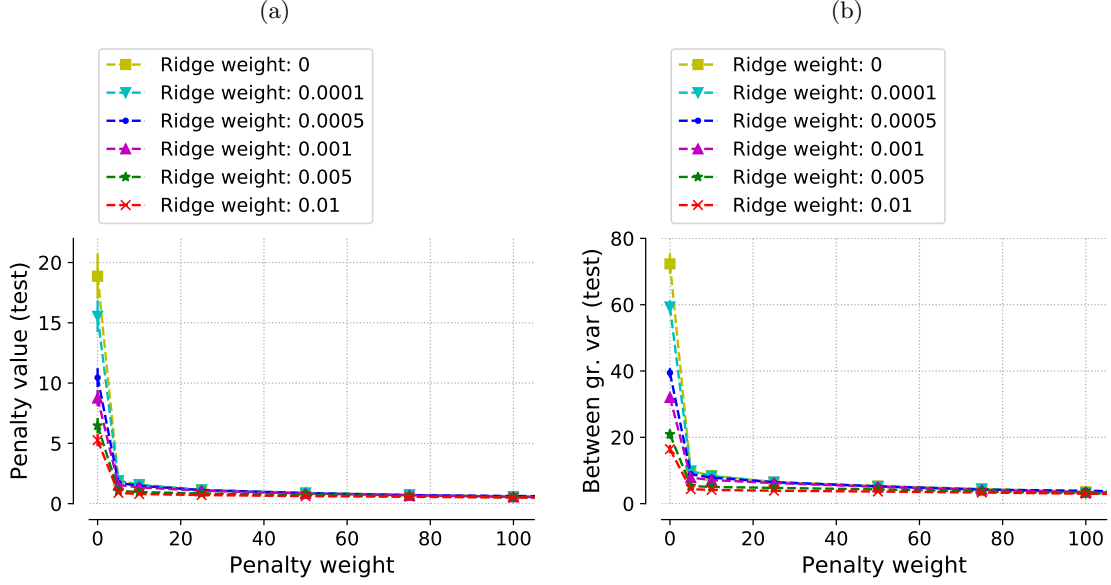 (a)
Ridge weight: 0
Ridge weight: 0.0001
Ridge weight: 0.0005
Ridge weight: 0.001
Ridge weight: 0.005
Ridge weight: 0.01
Penalty value (test)
20
15
10
5
0
0 20 40 60 80 100
Penalty weight
(b)
Ridge weight: 0
Ridge weight: 0.0001
Ridge weight: 0.0005
Ridge weight: 0.001
Ridge weight: 0.005
Ridge weight: 0.01
Between gr. var (test)
80
60
40
20
0
0 20 40 60 80 100
Penalty weight